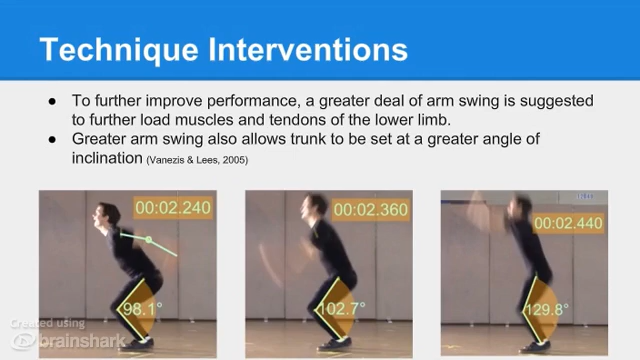 Technique Interventions
● To further improve performance, a greater deal of arm swing is suggested
to further load muscles and tendons of the lower limb.
● Greater arm swing also allows trunk to be set at a greater angle of
inclination (Vanezis & Lees, 2005)
00:02.240
00:02.360
00:02.440
98.1°
102.7°
129.8°
Created using
brainshark